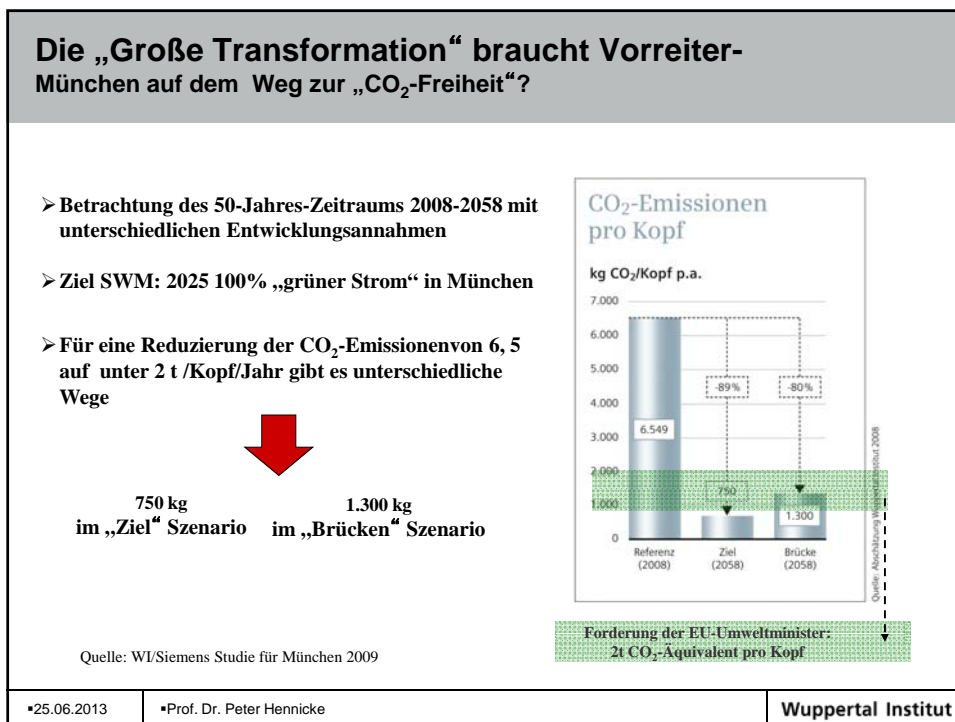 Die „Große Transformation“ braucht Vorreiter-
München auf dem Weg zur „CO₂-Freiheit“?
➢ Betrachtung des 50-Jahres-Zeitraums 2008-2058 mit
unterschiedlichen Entwicklungsannahmen
➢ Ziel SWM: 2025 100% „grüner Strom“ in München
➢ Für eine Reduzierung der CO₂-Emissionenvon 6, 5
auf unter 2 t /Kopf/Jahr gibt es unterschiedliche
Wege
750 kg
im „Ziel“ Szenario
1.300 kg
im „Brücken“ Szenario
Quelle: WI/Siemens Studie für München 2009
CO₂-Emissionen
pro Kopf
kg CO₂/Kopf p.a.
7.000
6.000
5.000
4.000
3.000
2.000
1.000
0
-89%
-80%
6.549
750
1.300
Referenz
(2008)
Ziel
(2058)
Brücke
(2058)
Quelle: Abschätzung Wuppertal Institut 2008
Forderung der EU-Umweltminister:
2t CO₂-Äquivalent pro Kopf
▪25.06.2013
▪Prof. Dr. Peter Hennicke
Wuppertal Institut